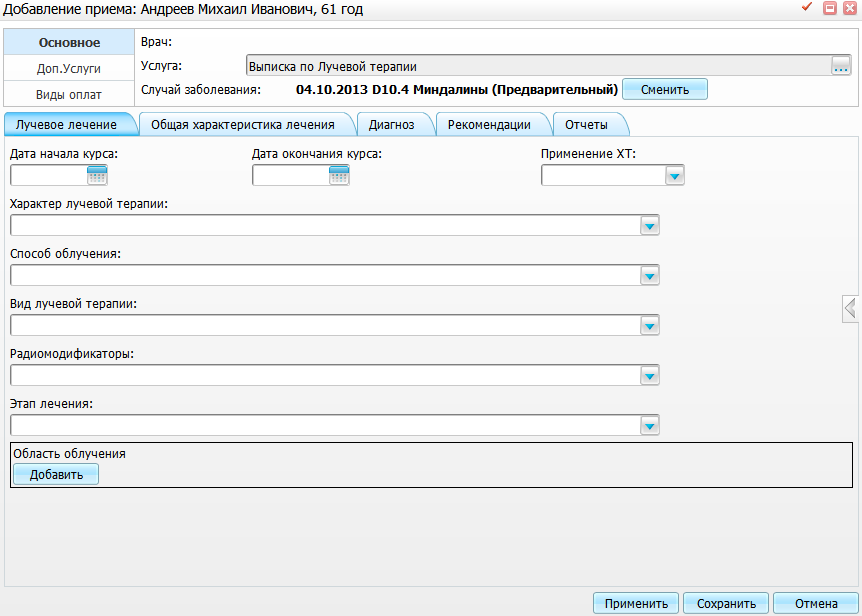 Добавление приема: Андреев Михаил Иванович, 61 год
Основное
Доп.Услуги
Виды оплат
Врач:
Услуга: Выписка по Лучевой терапии ...
Случай заболевания: 04.10.2013 D10.4 Миндалины (Предварительный) Сменить
Лучевое лечение Общая характеристика лечения Диагноз Рекомендации Отчеты
Дата начала курса: Дата окончания курса: Применение ХТ:
Характер лучевой терапии:
Способ облучения:
Вид лучевой терапии:
Радиомодификаторы:
Этап лечения:
Область облучения
Добавить
Применить Сохранить Отмена